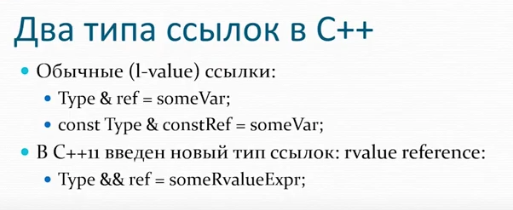 Два типа ссылок в C++
• Обычные (l-value) ссылки:
• Type & ref = someVar;
• const Type & constRef = someVar;
• В C++11 введен новый тип ссылок: rvalue reference:
• Type && ref = someRvalueExpr;